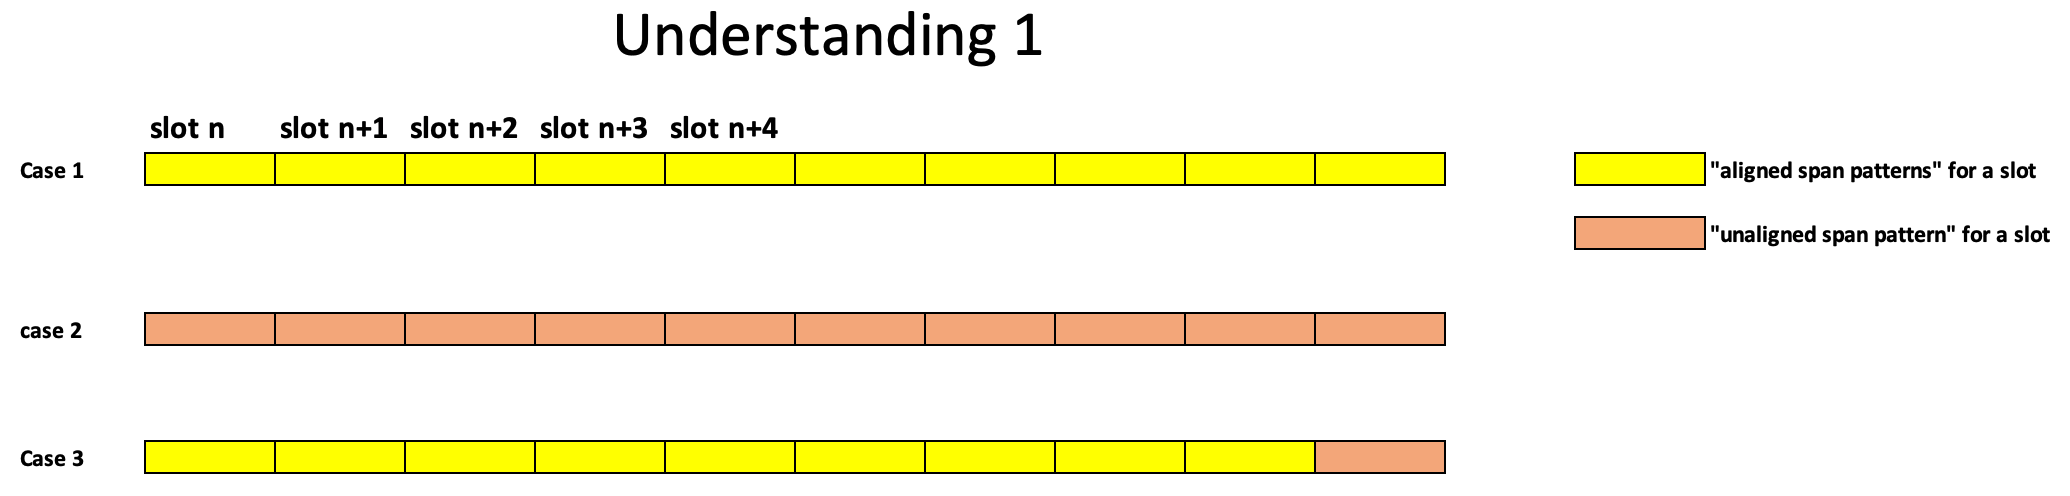 Understanding 1
slot n slot n+1 slot n+2 slot n+3 slot n+4
Case 1
"aligned span patterns" for a slot
"unaligned span pattern" for a slot
case 2
Case 3